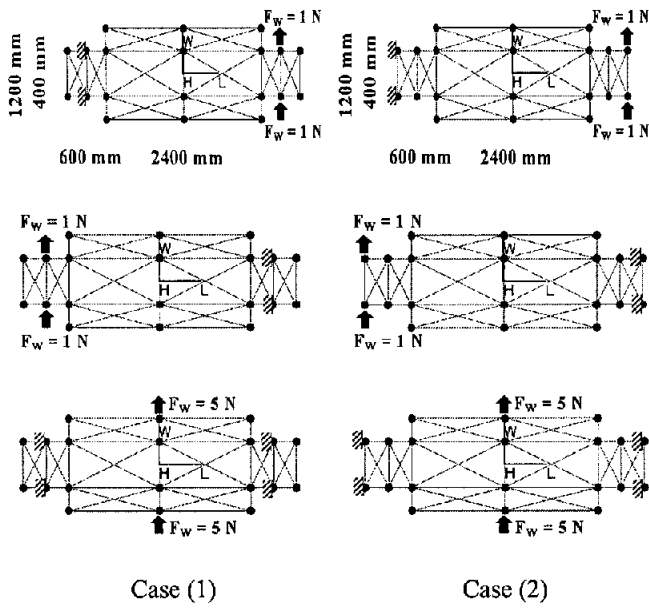 F_W = 1 N
F_W = 1 N
1200 mm
400 mm
W
H
L
F_W = 1 N
600 mm
2400 mm
1200 mm
400 mm
W
H
L
F_W = 1 N
600 mm
2400 mm
F_W = 1 N
W
H
L
F_W = 1 N
F_W = 1 N
W
H
L
F_W = 1 N
F_W = 5 N
W
H
L
F_W = 5 N
F_W = 5 N
W
H
L
F_W = 5 N
Case (1)
Case (2)